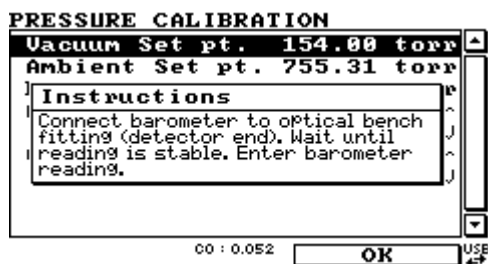 PRESSURE CALIBRATION
Vacuum Set pt. 154.00 torr
Ambient Set pt. 755.31 torr
Instructions
Connect barometer to optical bench
fitting (detector end). Wait until
reading is stable. Enter barometer
reading.
CO : 0.052
OK
USB